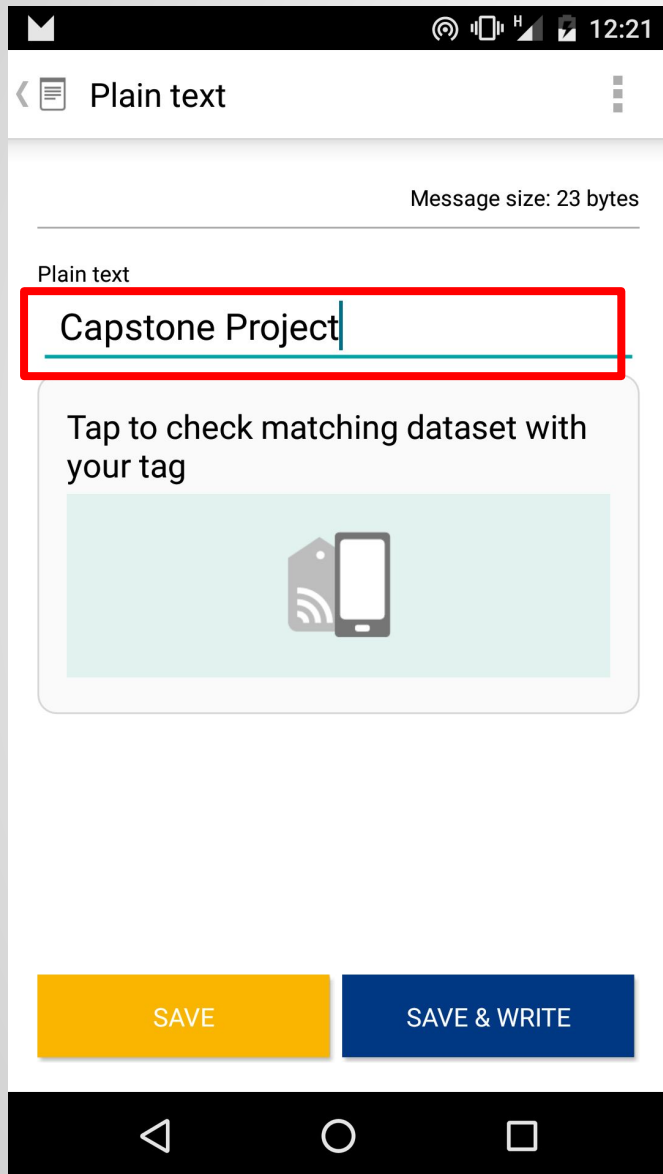 H 12:21
Plain text
Message size: 23 bytes
Plain text
Capstone Project
Tap to check matching dataset with
your tag
SAVE
SAVE & WRITE